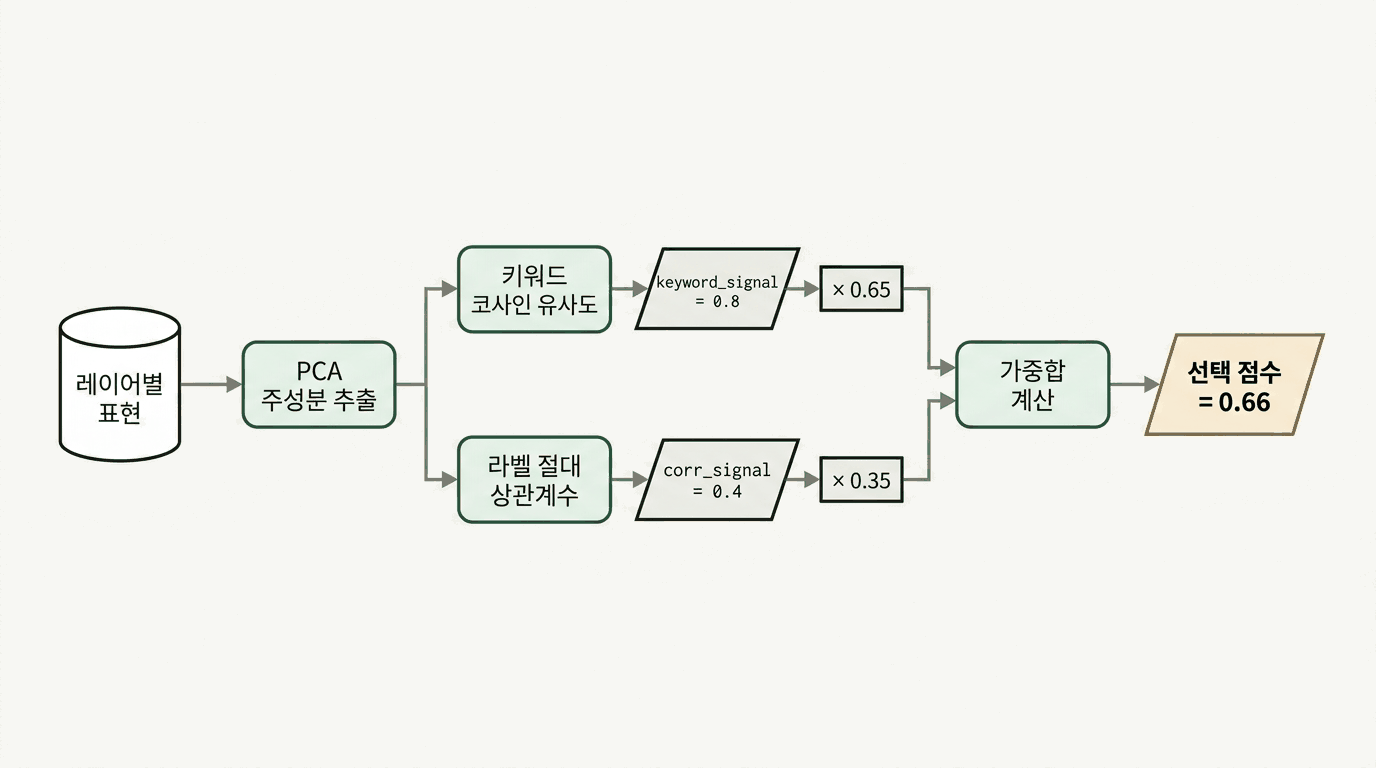 레이어별
표현
PCA
주성분 추출
키워드
코사인 유사도
keyword_signal
= 0.8
× 0.65
라벨 절대
상관계수
corr_signal
= 0.4
× 0.35
가중합
계산
선택 점수
= 0.66